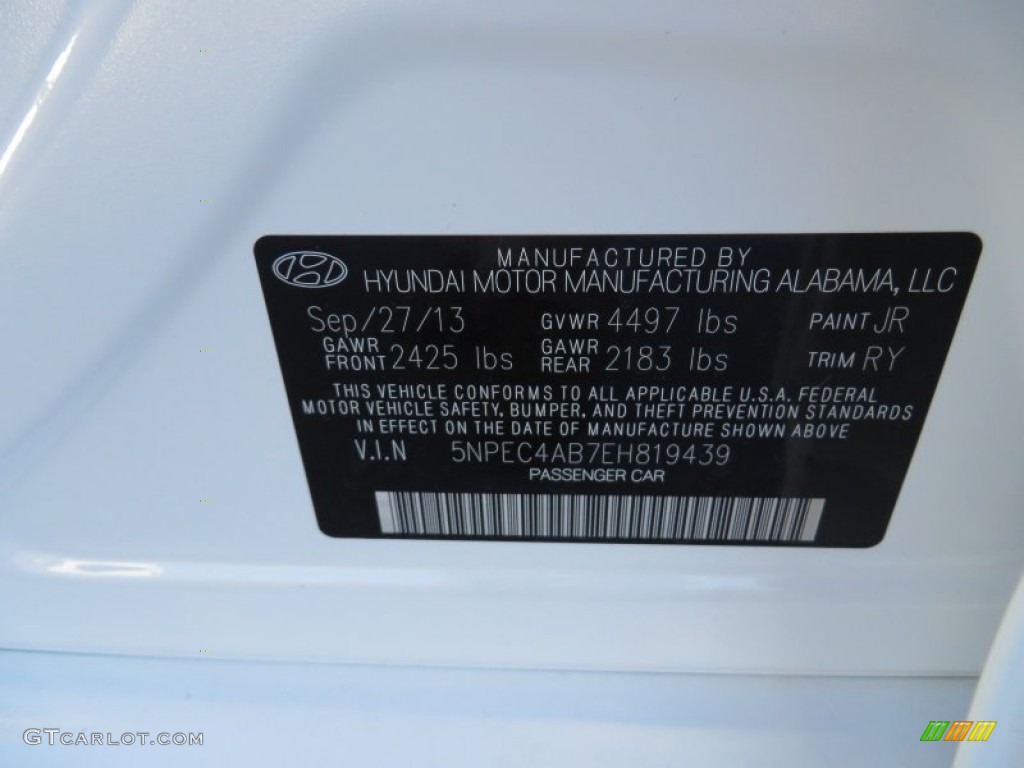 MANUFACTURED BY
HYUNDAI MOTOR MANUFACTURING ALABAMA, LLC
Sep/27/13 GVWR 4497 lbs PAINT JR
GAWR FRONT 2425 lbs GAWR REAR 2183 lbs TRIM RY
THIS VEHICLE CONFORMS TO ALL APPLICABLE U.S.A. FEDERAL
MOTOR VEHICLE SAFETY, BUMPER, AND THEFT PREVENTION STANDARDS
IN EFFECT ON THE DATE OF MANUFACTURE SHOWN ABOVE
V.I.N 5NPEC4AB7EH819439
PASSENGER CAR
GTCARLOT.COM